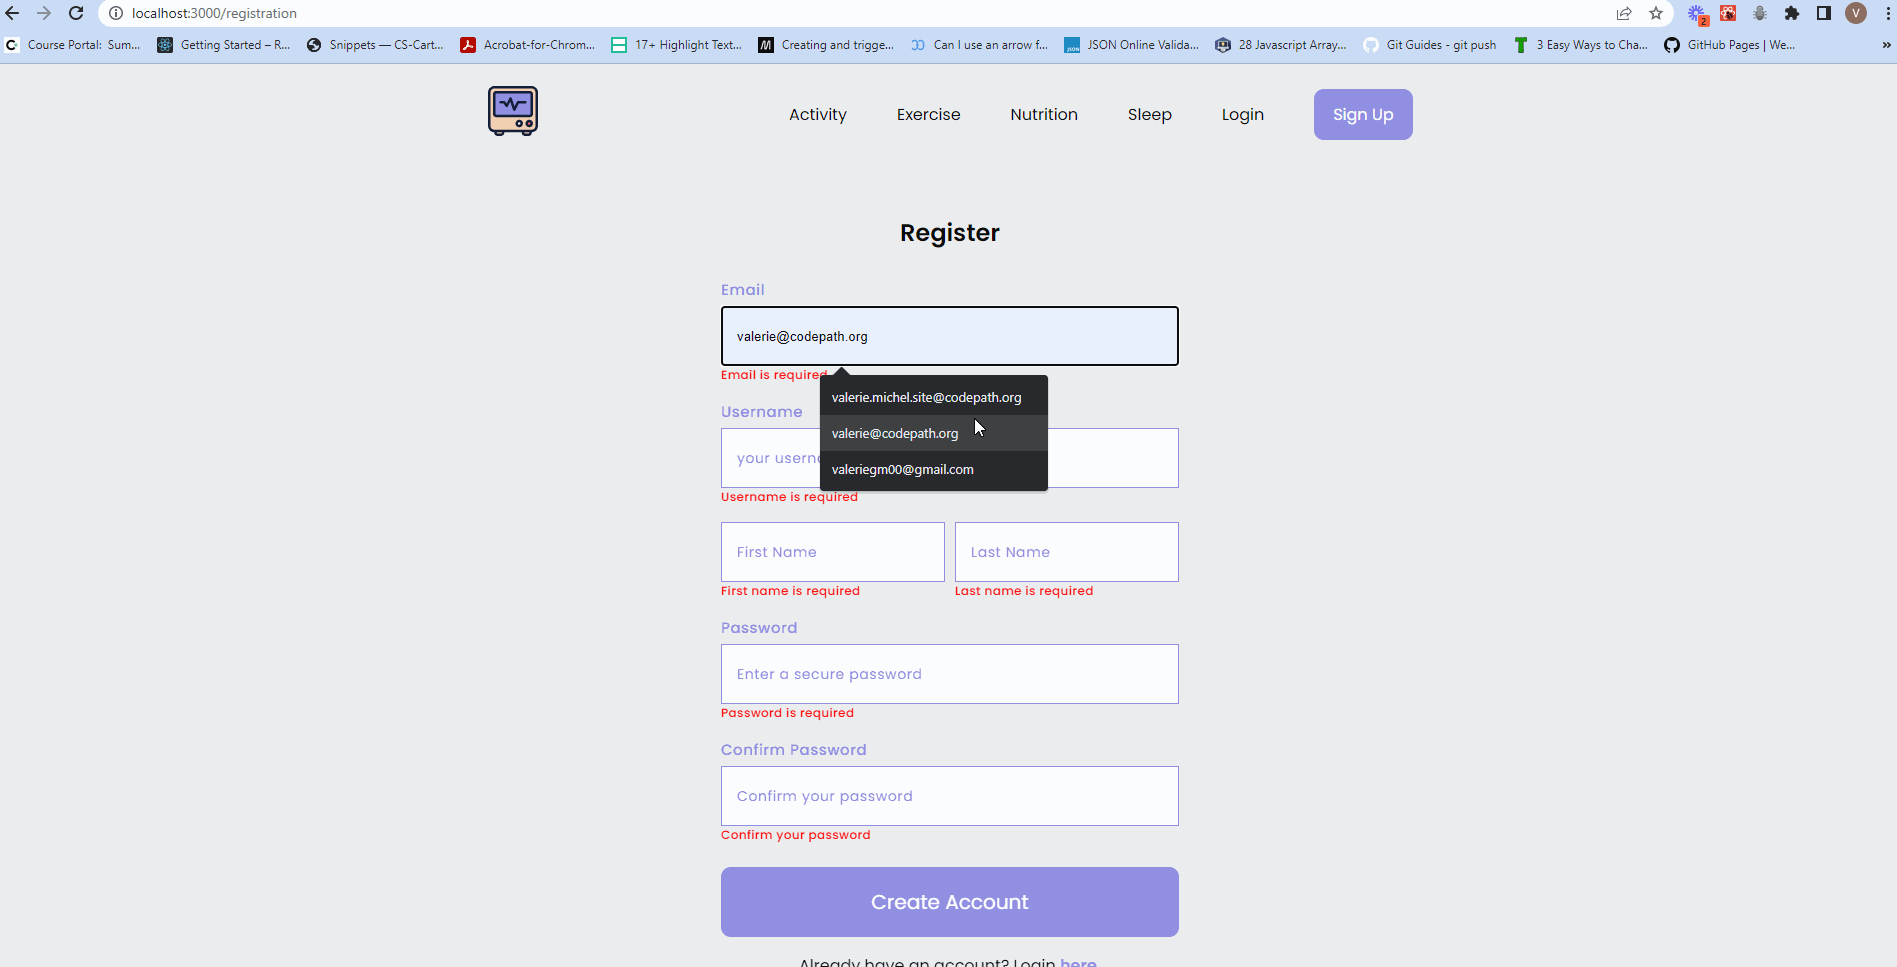 localhost:3000/registration
2
V
Course Portal: Sum... Getting Started – R... Snippets — CS-Cart... Acrobat-for-Chrom... 17+ Highlight Text... Creating and trigge... Can I use an arrow f... JSON Online Valida... 28 Javascript Array... Git Guides - git push 3 Easy Ways to Cha... GitHub Pages | We... »
Activity Exercise Nutrition Sleep Login Sign Up
Register
Email
valerie@codepath.org
Email is required
valerie.michel.site@codepath.org
valerie@codepath.org
valeriegm00@gmail.com
Username
your userna
Username is required
First Name Last Name
First name is required Last name is required
Password
Enter a secure password
Password is required
Confirm Password
Confirm your password
Confirm your password
Create Account
Already have an account? Login here